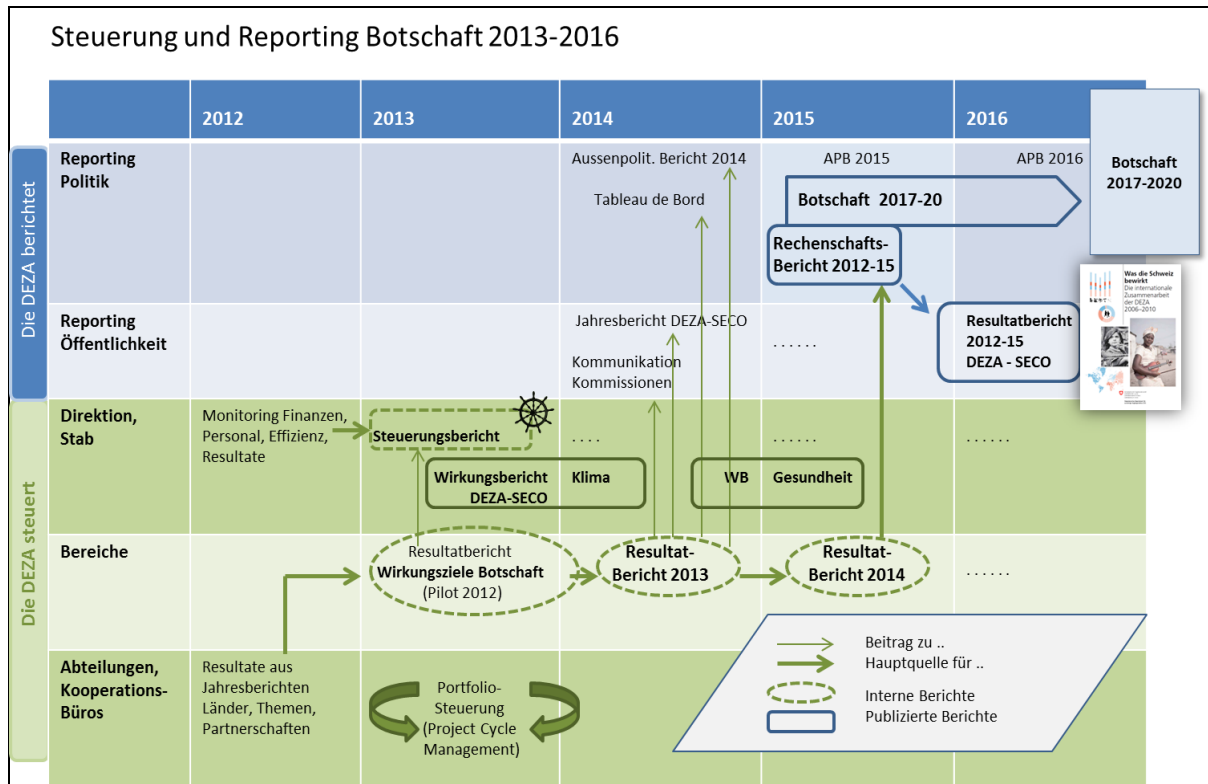 Steuerung und Reporting Botschaft 2013-2016
2012
2013
2014
2015
2016
Die DEZA berichtet
Reporting
Politik
Aussenpolit. Bericht 2014
APB 2015
APB 2016
Botschaft
2017-2020
Tableau de Bord
Botschaft 2017-20
Rechenschafts-
Bericht 2012-15
Was die Schweiz
bewirkt
Die internationale
Zusammenarbeit
der DEZA
2006–2010
Reporting
Öffentlichkeit
Jahresbericht DEZA-SECO
. . . . . .
Resultatbericht
2012-15
DEZA - SECO
Kommunikation
Kommissionen
Die DEZA steuert
Direktion,
Stab
Monitoring Finanzen,
Personal, Effizienz,
Resultate
Steuerungsbericht
. . . .
. . . . . .
. . . . . .
Wirkungsbericht
DEZA-SECO
Klima
WB
Gesundheit
Bereiche
Resultatbericht
Wirkungsziele Botschaft
(Pilot 2012)
Resultat-
Bericht 2013
Resultat-
Bericht 2014
. . . . . .
Abteilungen,
Kooperations-
Büros
Resultate aus
Jahresberichten
Länder, Themen,
Partnerschaften
Portfolio-
Steuerung
(Project Cycle
Management)
Beitrag zu ..
Hauptquelle für ..
Interne Berichte
Publizierte Berichte